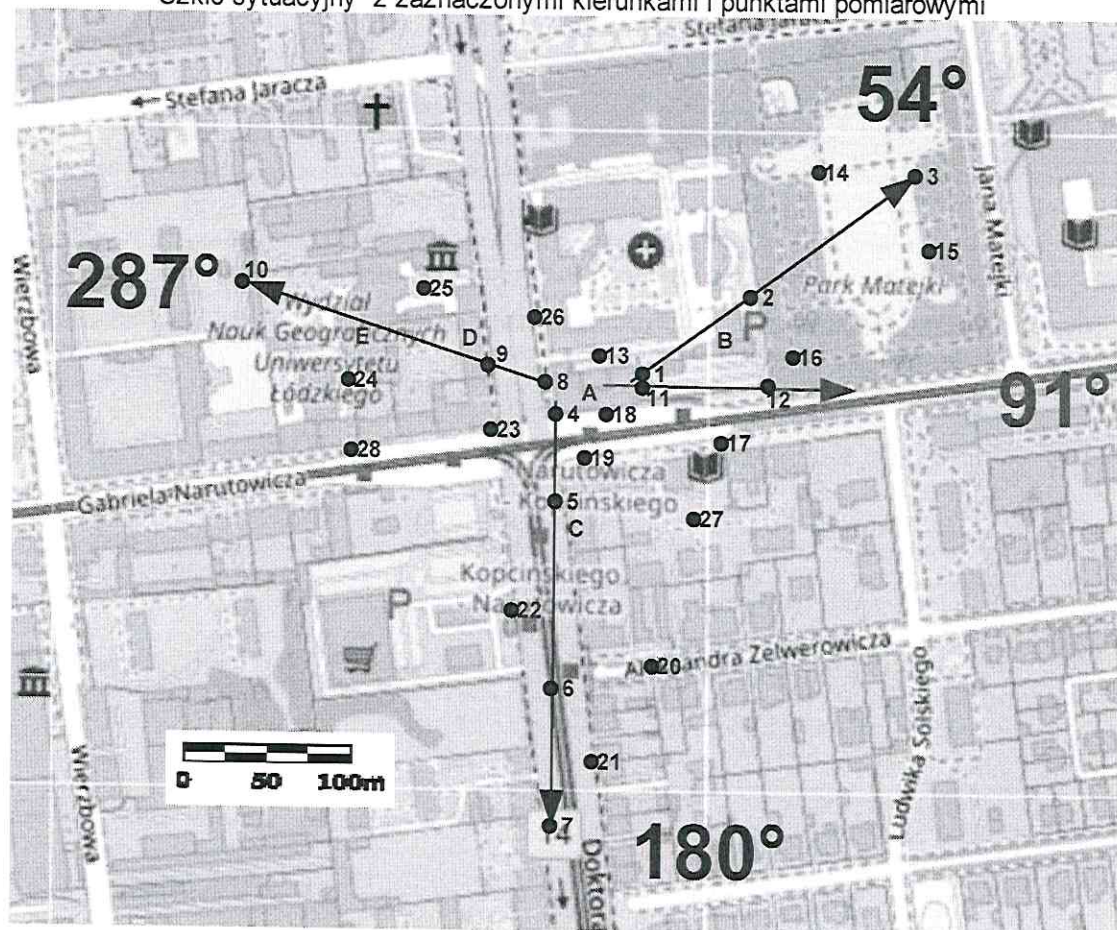 Szkic sytuacyjny z zaznaczonymi kierunkami i punktami pomiarowymi
Stefana Jaracza
← Stefana Jaracza
54°
14
3
Jana Matejki
15
Wierzbowa
287°
10
25
26
Park Matejki
2
P
Wydział
Nauk Geograficznych
Uniwersytetu
Łódzkiego
E
D
B
9
13
16
24
8
1
A
11
12
91°
4
18
23
17
28
19
Gabriela Narutowicza
Narutowicza
- Kopcińskiego
5
C
27
Kopcińskiego
- Narutowicza
P
22
Aleksandra Zelwerowicza
20
6
Ludwika Solskiego
Wierzbowa
21
0 50 100m
7
180°
Doktora